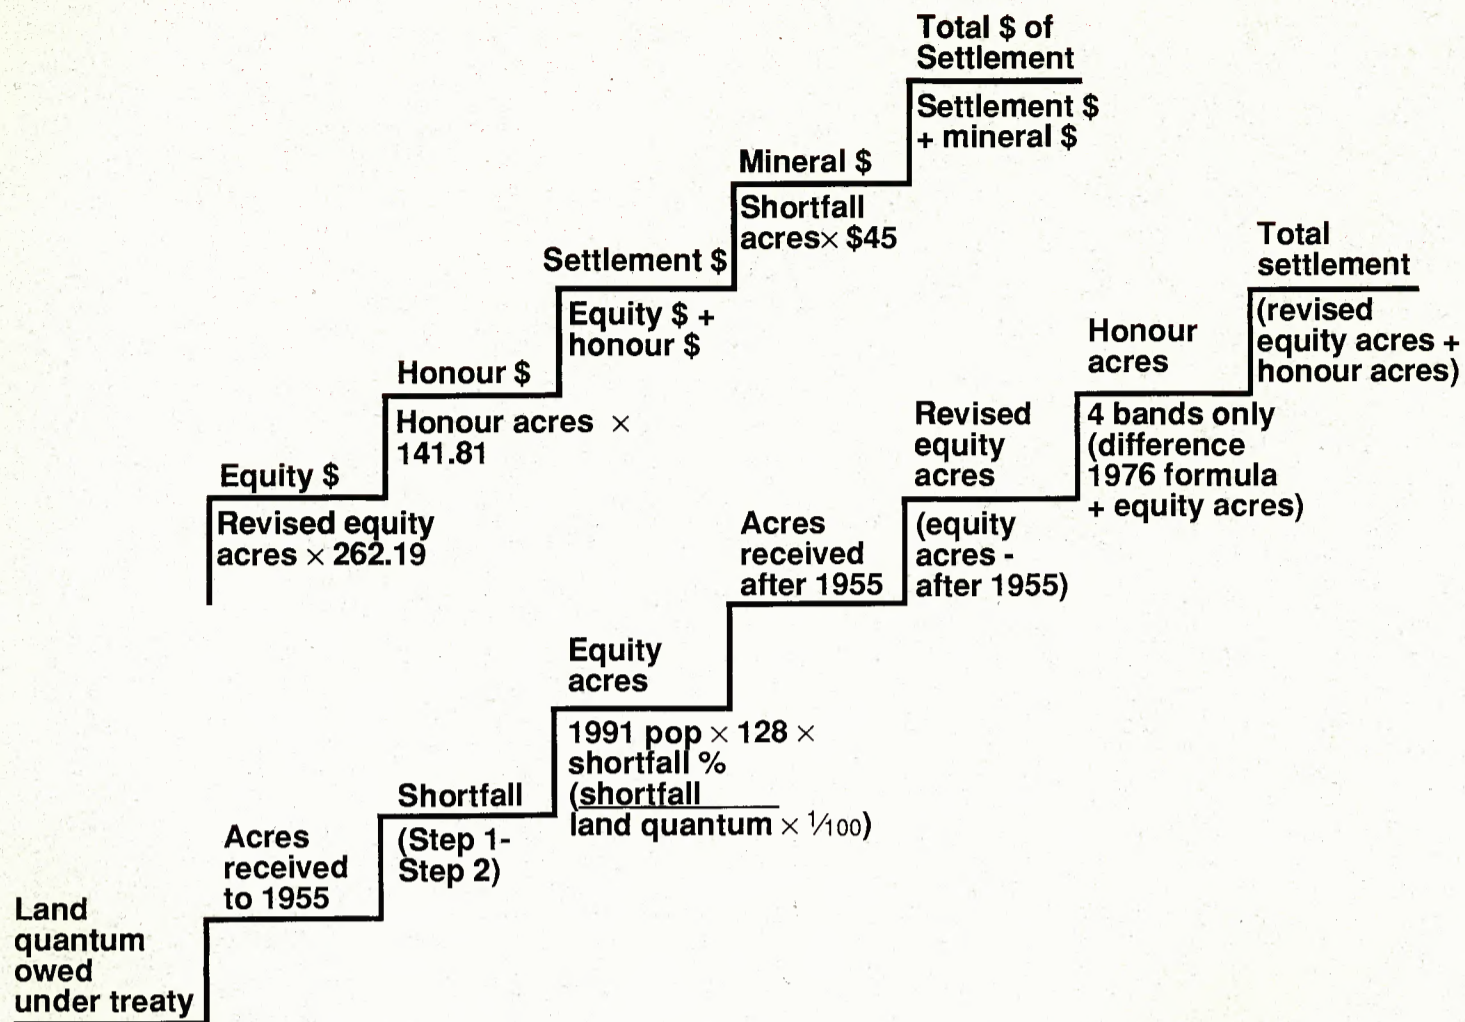 Total $ of
Settlement
Settlement $
+ mineral $
Mineral $
Shortfall
acres× $45
Settlement $
Equity $ +
honour $
Honour $
Honour acres ×
141.81
Equity $
Revised equity
acres × 262.19
Total
settlement
(revised
equity acres +
honour acres)
Honour
acres
4 bands only
(difference
1976 formula
+ equity acres)
Revised
equity
acres
(equity
acres -
after 1955)
Acres
received
after 1955
Equity
acres
1991 pop × 128 ×
shortfall %
(shortfall
land quantum × 1/100)
Shortfall
(Step 1-
Step 2)
Acres
received
to 1955
Land
quantum
owed
under treaty